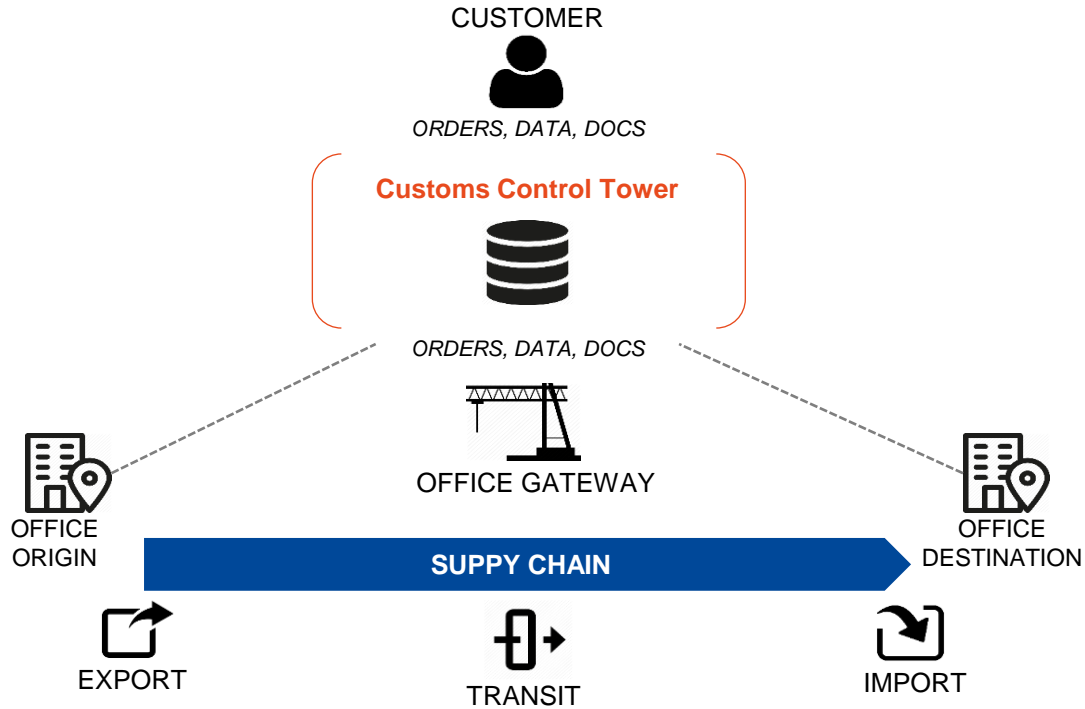 CUSTOMER
ORDERS, DATA, DOCS
Customs Control Tower
ORDERS, DATA, DOCS
OFFICE GATEWAY
OFFICE
ORIGIN
OFFICE
DESTINATION
SUPPY CHAIN
EXPORT
TRANSIT
IMPORT